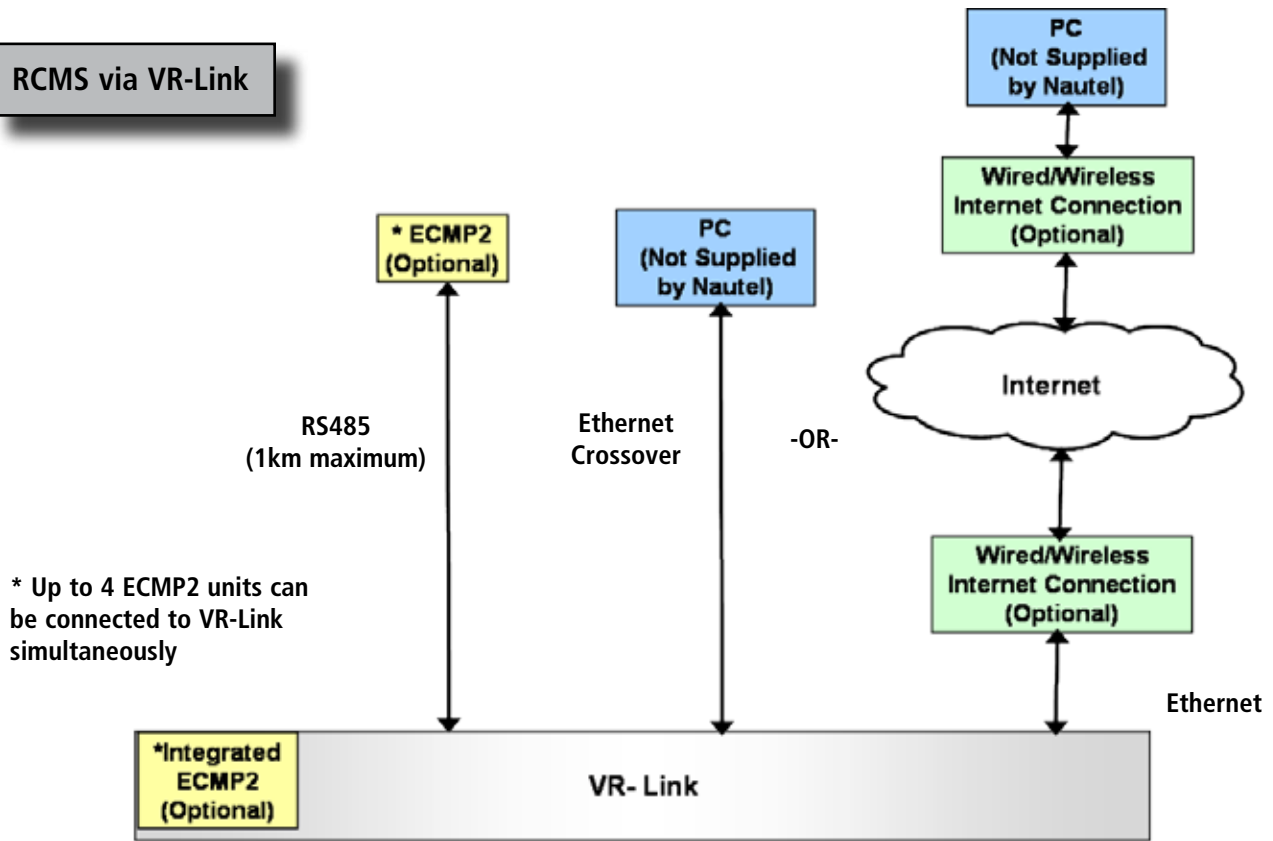 RCMS via VR-Link
PC
(Not Supplied
by Nautel)
Wired/Wireless
Internet Connection
(Optional)
* ECMP2
(Optional)
PC
(Not Supplied
by Nautel)
Internet
RS485
(1km maximum)
Ethernet
Crossover
-OR-
Wired/Wireless
Internet Connection
(Optional)
* Up to 4 ECMP2 units can
be connected to VR-Link
simultaneously
Ethernet
*Integrated
ECMP2
(Optional)
VR- Link